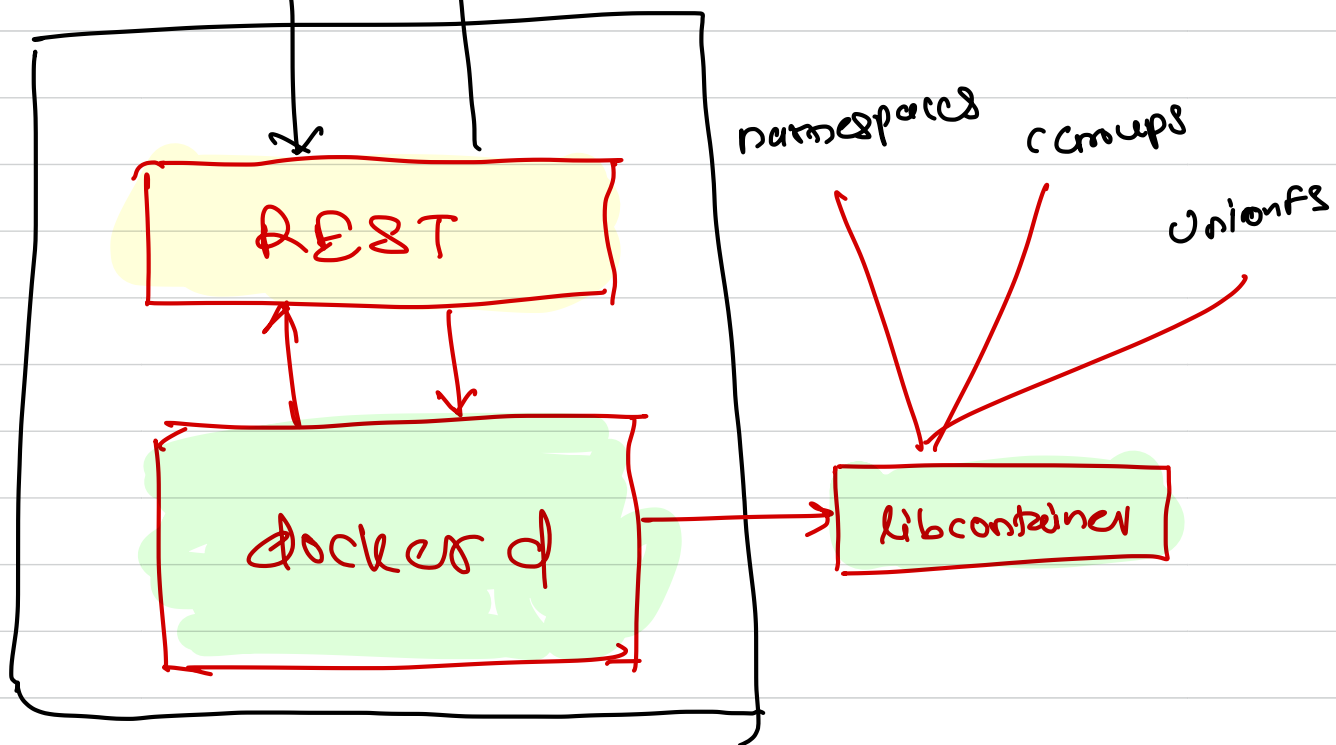 namespaces
cgroups
unionFS
REST
dockerd
libcontainer